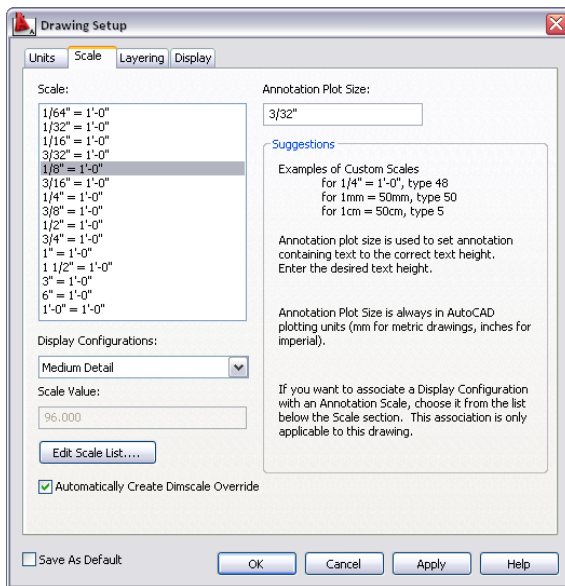 Drawing Setup
Units Scale Layering Display
Scale:
1/64" = 1'-0"
1/32" = 1'-0"
1/16" = 1'-0"
3/32" = 1'-0"
1/8" = 1'-0"
3/16" = 1'-0"
1/4" = 1'-0"
3/8" = 1'-0"
1/2" = 1'-0"
3/4" = 1'-0"
1" = 1'-0"
1 1/2" = 1'-0"
3" = 1'-0"
6" = 1'-0"
1'-0" = 1'-0"
Display Configurations:
Medium Detail
Scale Value:
96.000
Edit Scale List....
Automatically Create Dimscale Override
Annotation Plot Size:
3/32"
Suggestions
Examples of Custom Scales
for 1/4" = 1'-0", type 48
for 1mm = 50mm, type 50
for 1cm = 50cm, type 5
Annotation plot size is used to set annotation
containing text to the correct text height.
Enter the desired text height.
Annotation Plot Size is always in AutoCAD
plotting units (mm for metric drawings, inches for
imperial).
If you want to associate a Display Configuration
with an Annotation Scale, choose it from the list
below the Scale section. This association is only
applicable to this drawing.
Save As Default
OK Cancel Apply Help